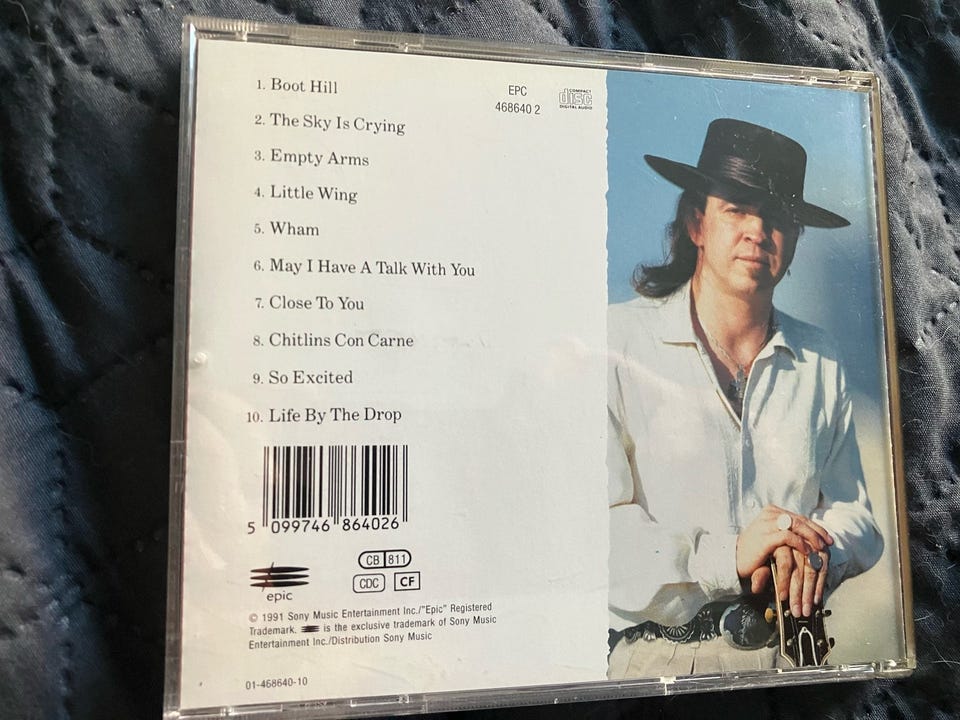 1. Boot Hill
2. The Sky Is Crying
3. Empty Arms
4. Little Wing
5. Wham
6. May I Have A Talk With You
7. Close To You
8. Chitlins Con Carne
9. So Excited
10. Life By The Drop
EPC
468640 2
COMPACT
disc
DIGITAL AUDIO
5 099746 864026
epic
CB 811
CDC CF
© 1991 Sony Music Entertainment Inc./"Epic" Registered
Trademark. is the exclusive trademark of Sony Music
Entertainment Inc./Distribution Sony Music
01-468640-10